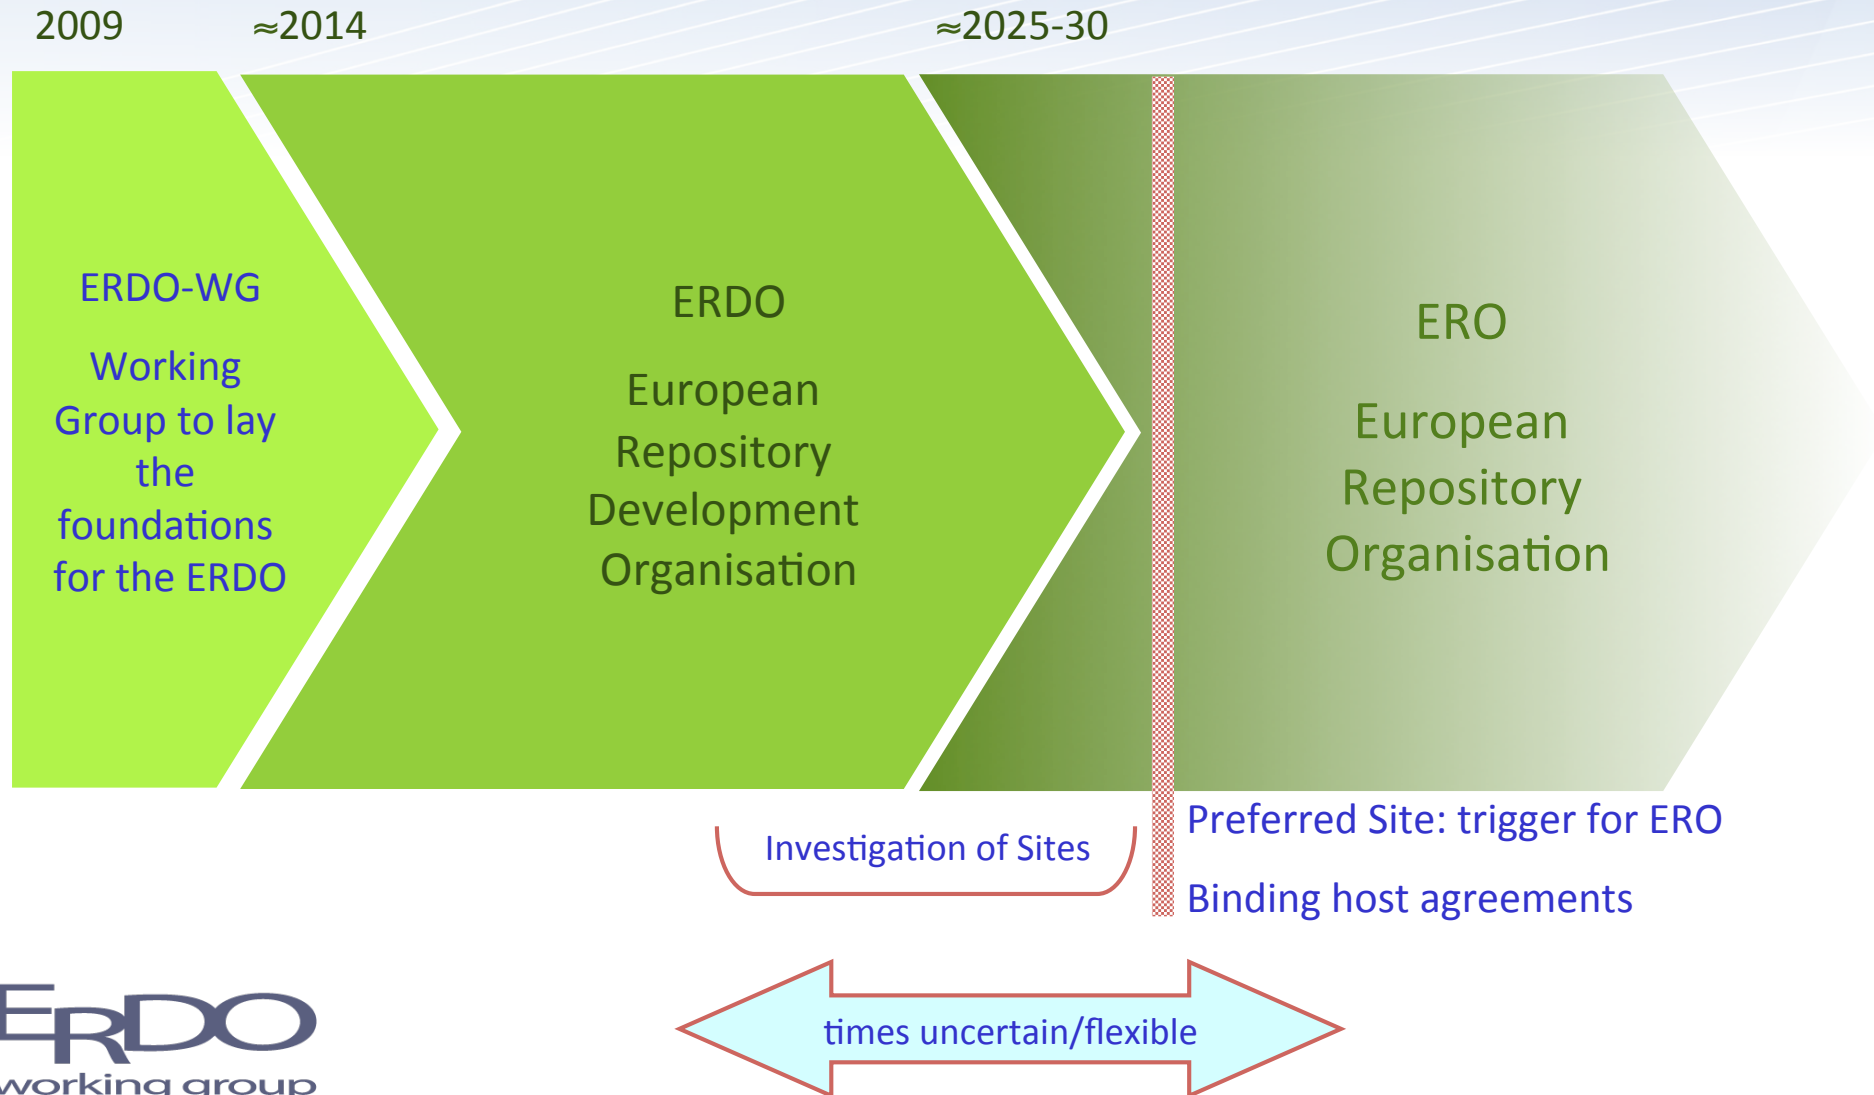 2009
≈2014
≈2025-30
ERDO-WG
Working
Group to lay
the
foundations
for the ERDO
ERDO
European
Repository
Development
Organisation
ERO
European
Repository
Organisation
Investigation of Sites
Preferred Site: trigger for ERO
Binding host agreements
times uncertain/flexible
ERDO
working group